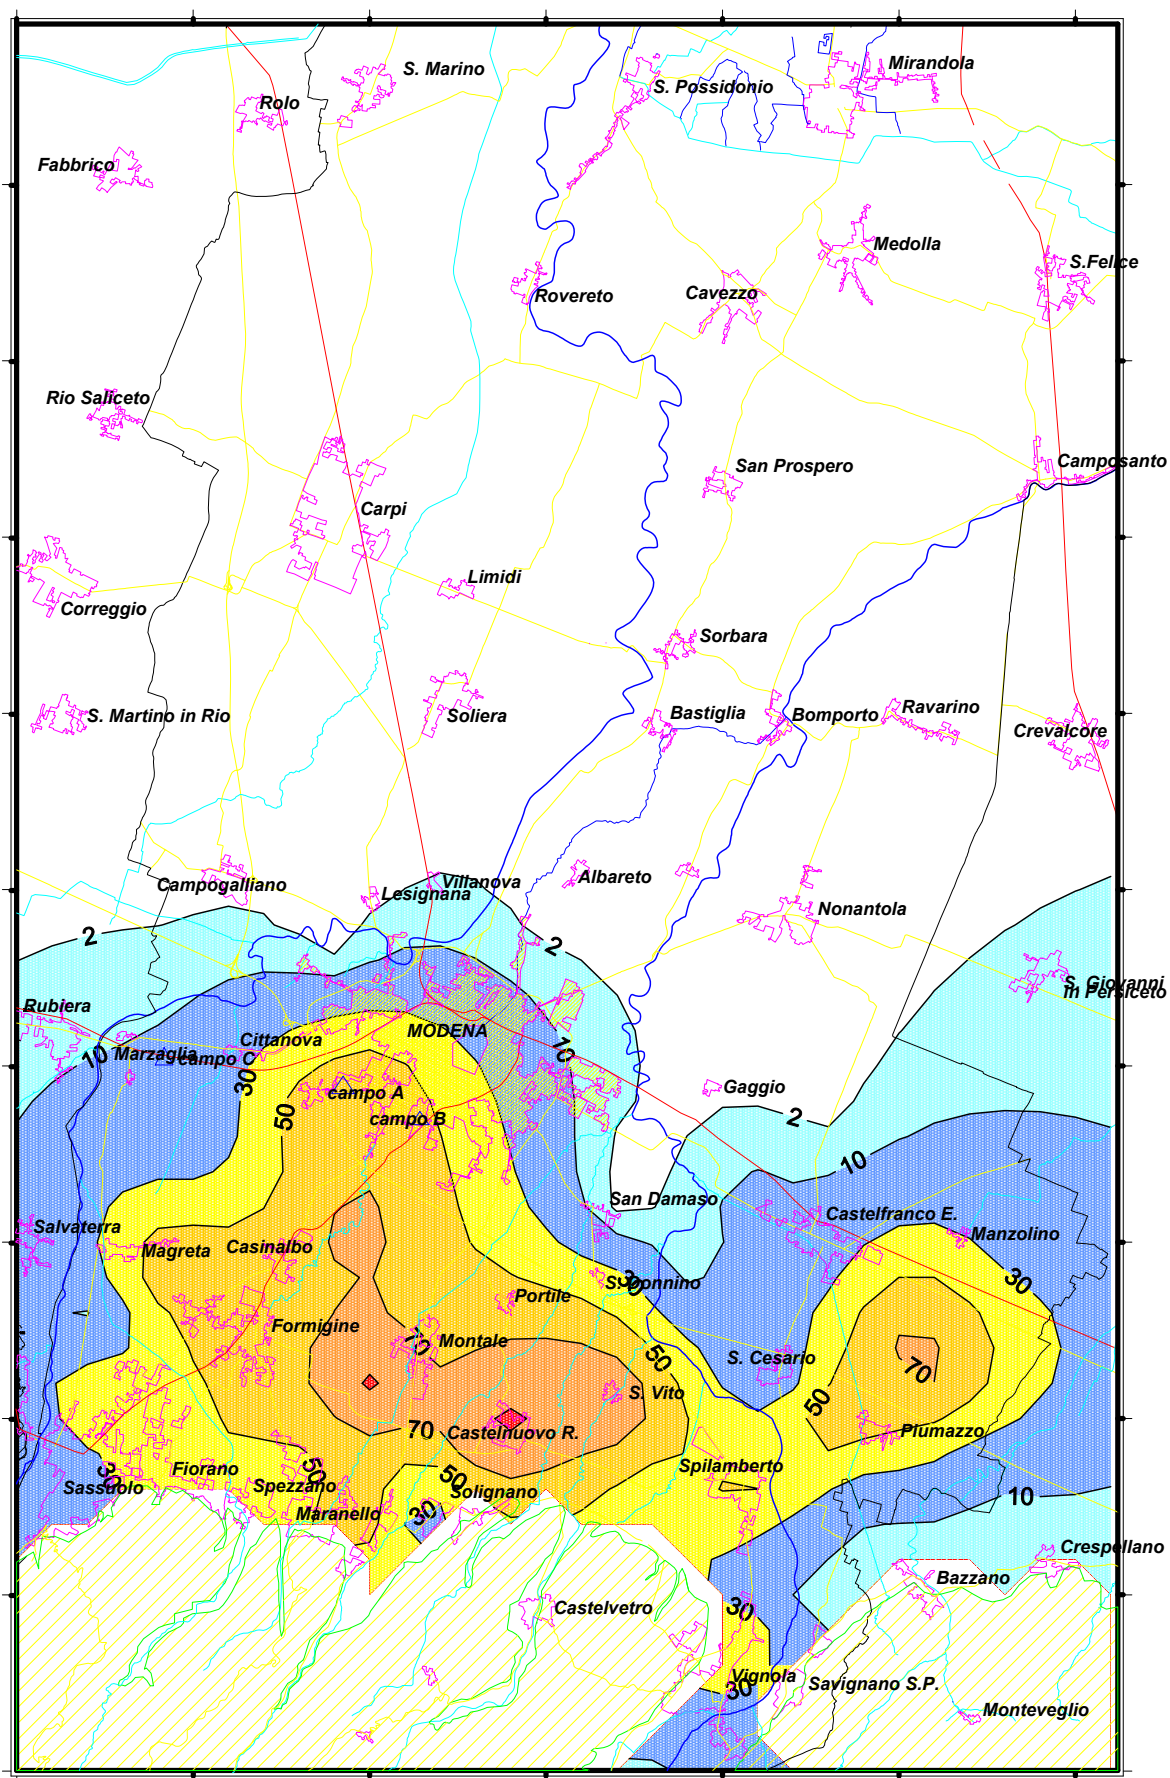 S. Marino
Mirandola
S. Possidonio
Rolo
Fabbrico
Medolla
S.Felice
Rovereto
Cavezzo
Rio Saliceto
San Prospero
Camposanto
Carpi
Limidi
Correggio
Sorbara
S. Martino in Rio
Soliera
Bastiglia
Bomporto
Ravarino
Crevalcore
Campogalliano
Lesignana
Villanova
Albareto
Nonantola
2
2
S. Giovanni
in Persiceto
Rubiera
Cittanova
MODENA
10
10
Marzaglia
campo C
30
campo A
Gaggio
50
campo B
2
10
San Damaso
Salvaterra
Magreta
Casinalbo
Castelfranco E.
Manzolino
S. Donnino
30
30
Portile
Formigine
70
Montale
50
S. Cesario
70
S. Vito
50
70
Castelnuovo R.
Piumazzo
30
Fiorano
50
50
Spilamberto
Sassuolo
Spezzano
Solignano
10
Maranello
30
Crespellano
Bazzano
Castelvetro
30
Vignola
30
Savignano S.P.
Monteveglio